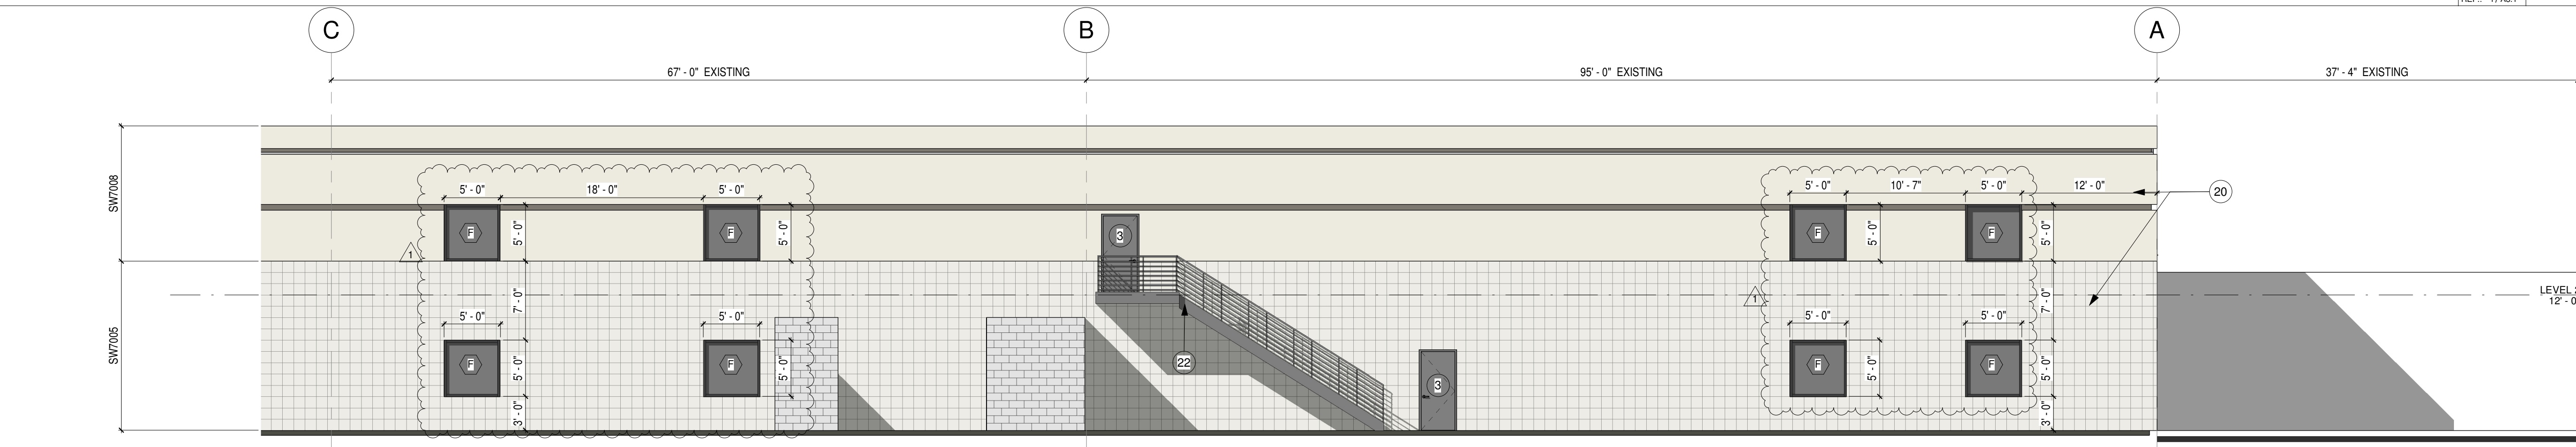 C
B
A
67' - 0" EXISTING
95' - 0" EXISTING
37' - 4" EXISTING
SW7008
SW7005
5' - 0"
18' - 0"
5' - 0"
5' - 0"
10' - 7"
5' - 0"
12' - 0"
20
F
5' - 0"
F
5' - 0"
3
F
5' - 0"
F
5' - 0"
1
7' - 0"
1
7' - 0"
LEVEL
5' - 0"
5' - 0"
5' - 0"
5' - 0"
22
F
5' - 0"
F
5' - 0"
3
F
5' - 0"
F
5' - 0"
3' - 0"
3' - 0"